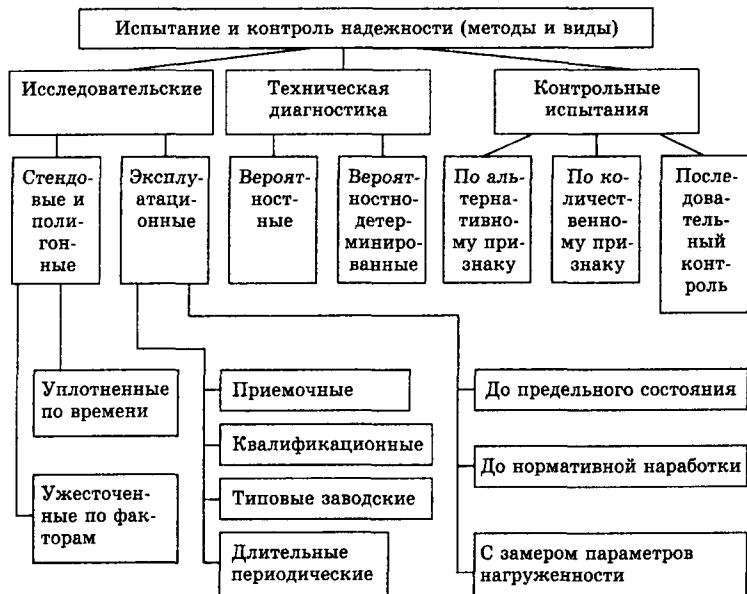 Испытание и контроль надежности (методы и виды)
Исследовательские
Техническая
диагностика
Контрольные
испытания
Стендо-
вые и
поли-
гон-
ные
Эксплу-
атаци-
онные
Вероят-
ност-
ные
Вероят-
ностно-
детер-
миниро-
ванные
По аль-
терна-
тивно-
му при-
знаку
По ко-
личест-
венно-
му при-
знаку
После-
дова-
тель-
ный
конт-
роль
Уплотненные
по времени
Ужесточен-
ные по фак-
торам
Приемочные
Квалификационные
Типовые заводские
Длительные
периодические
До предельного состояния
До нормативной наработки
С замером параметров
нагруженности